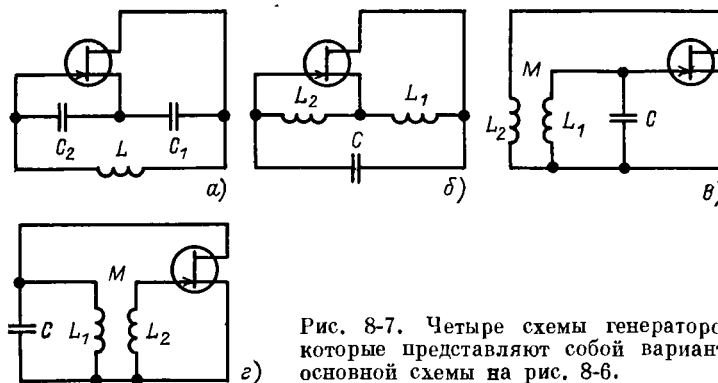 C₂
L
C₁
а)
L₂
L₁
C
б)
M
L₂
L₁
C
в)
M
C
L₁
L₂
г)
Рис. 8-7. Четыре схемы генераторо
которые представляют собой вариант
основной схемы на рис. 8-6.